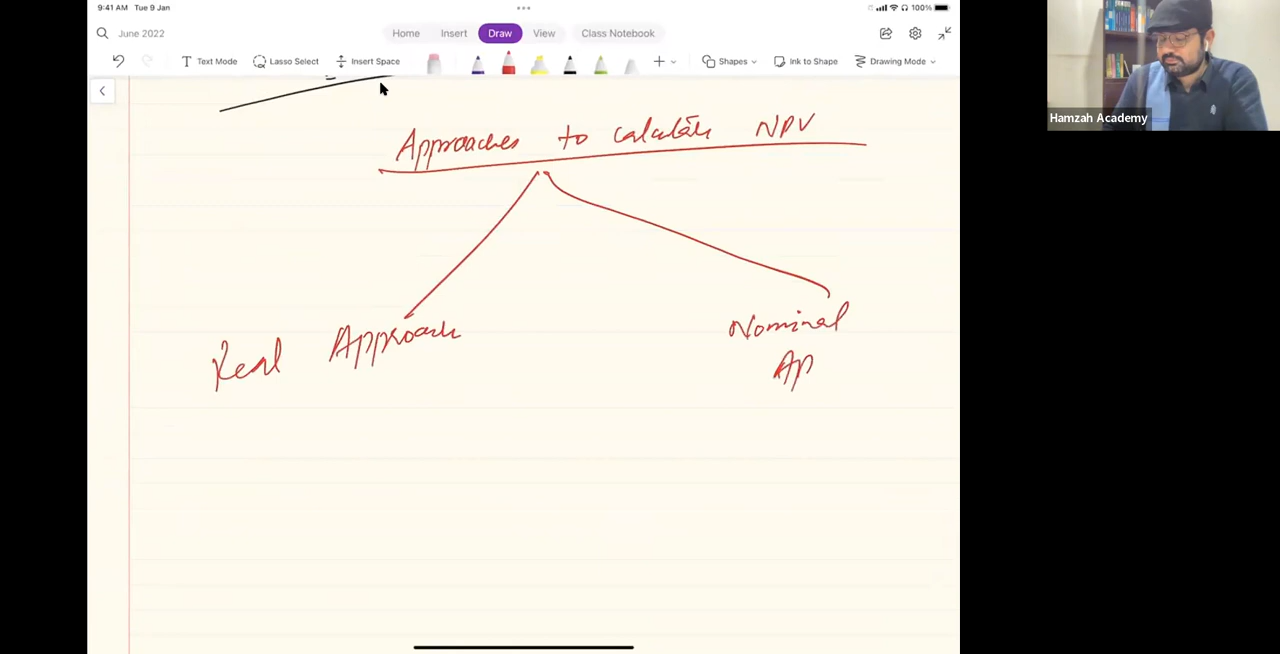 9:41 AM Tue 9 Jan
100%
June 2022
Home Insert Draw View Class Notebook
Text Mode Lasso Select Insert Space Shapes Ink to Shape Drawing Mode
Hamzah Academy
Approaches to calculate NPV
Real Approach
Nominal
Ap